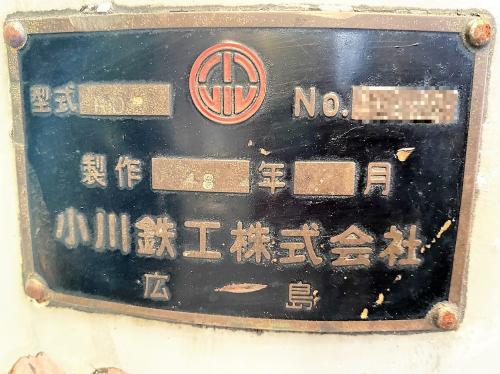 型式 No.
製作 48 年 月
小川鉄工株式会社
広島